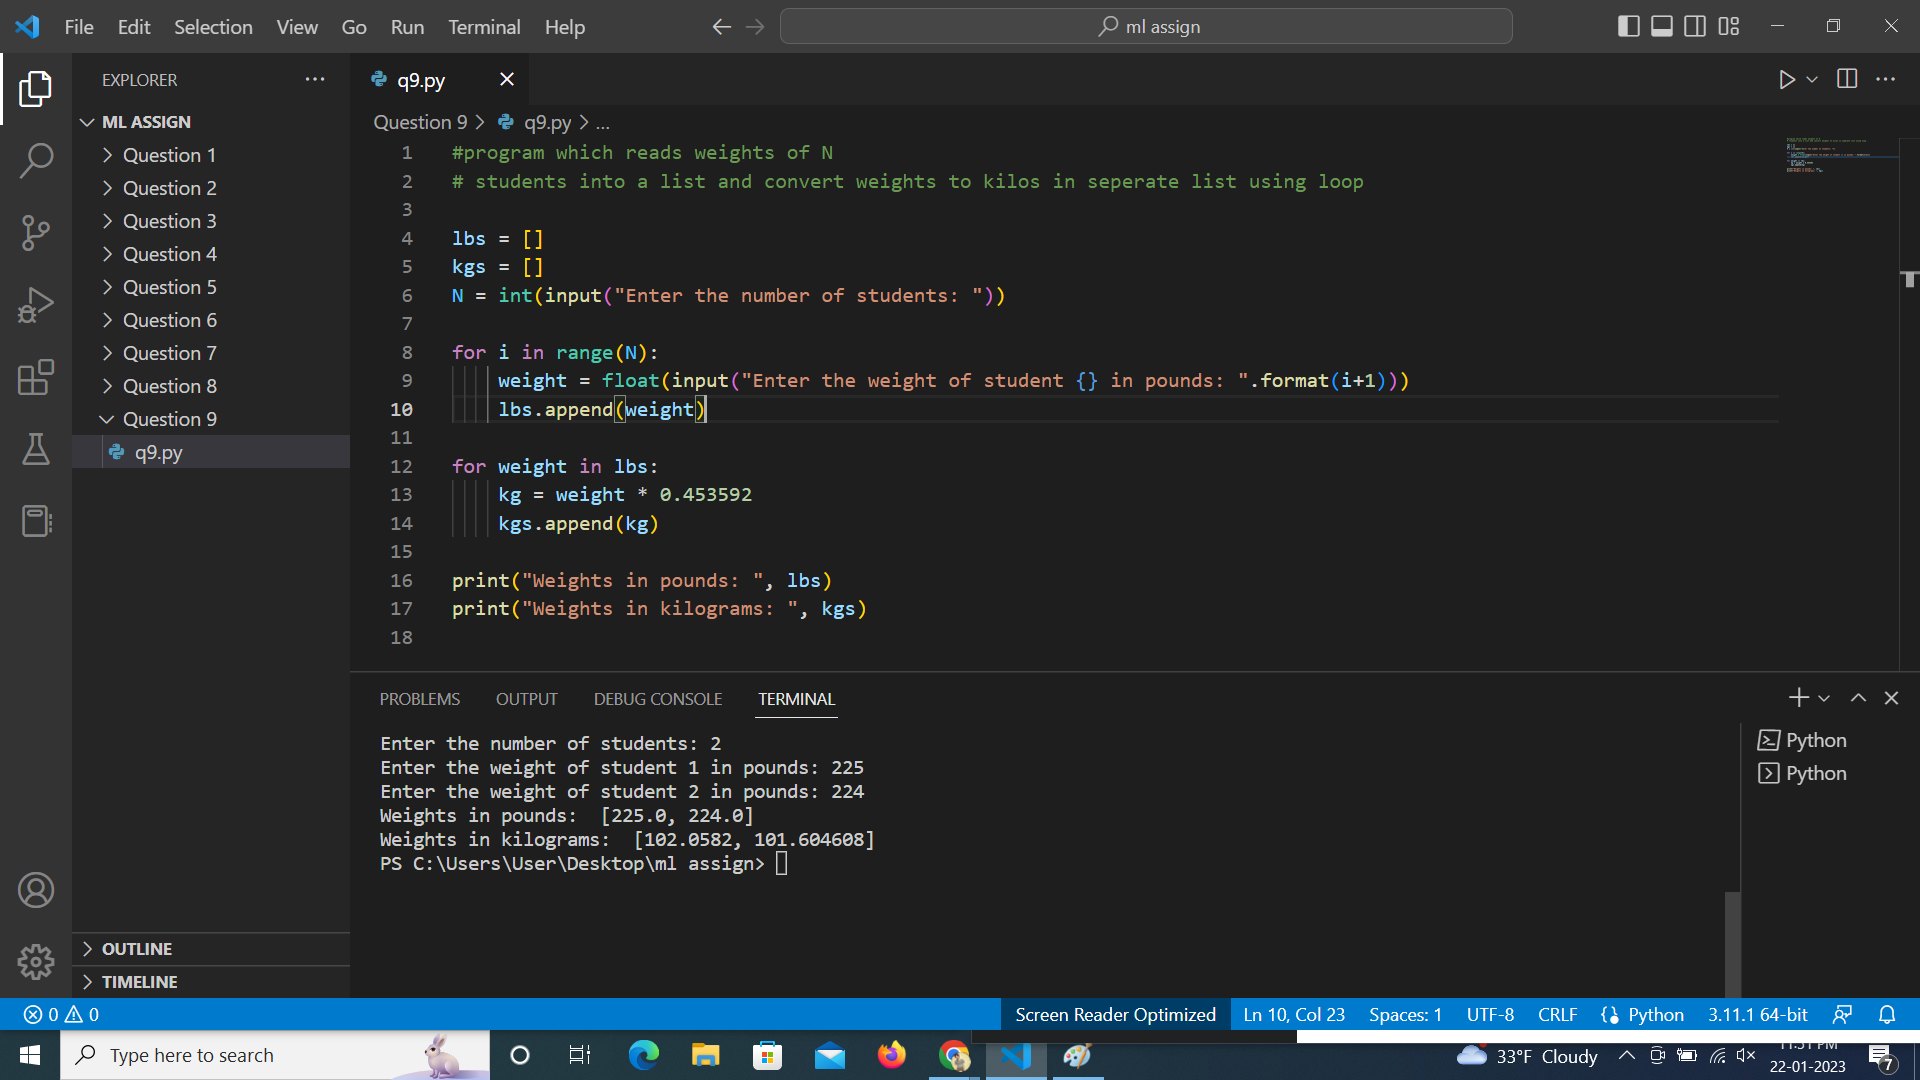 File Edit Selection View Go Run Terminal Help
ml assign
EXPLORER
ML ASSIGN
Question 1
Question 2
Question 3
Question 4
Question 5
Question 6
Question 7
Question 8
Question 9
q9.py
OUTLINE
TIMELINE
q9.py
Question 9 > q9.py > ...
1 #program which reads weights of N
2 # students into a list and convert weights to kilos in seperate list using loop
3
4 lbs = []
5 kgs = []
6 N = int(input("Enter the number of students: "))
7
8 for i in range(N):
9     weight = float(input("Enter the weight of student {} in pounds: ".format(i+1)))
10     lbs.append(weight)
11
12 for weight in lbs:
13     kg = weight * 0.453592
14     kgs.append(kg)
15
16 print("Weights in pounds: ", lbs)
17 print("Weights in kilograms: ", kgs)
18
PROBLEMS OUTPUT DEBUG CONSOLE TERMINAL
Enter the number of students: 2
Enter the weight of student 1 in pounds: 225
Enter the weight of student 2 in pounds: 224
Weights in pounds:  [225.0, 224.0]
Weights in kilograms:  [102.0582, 101.604608]
PS C:\Users\User\Desktop\ml assign>
Python
Python
0 0 Screen Reader Optimized Ln 10, Col 23 Spaces: 1 UTF-8 CRLF Python 3.11.1 64-bit
Type here to search
33°F Cloudy
22-01-2023
7